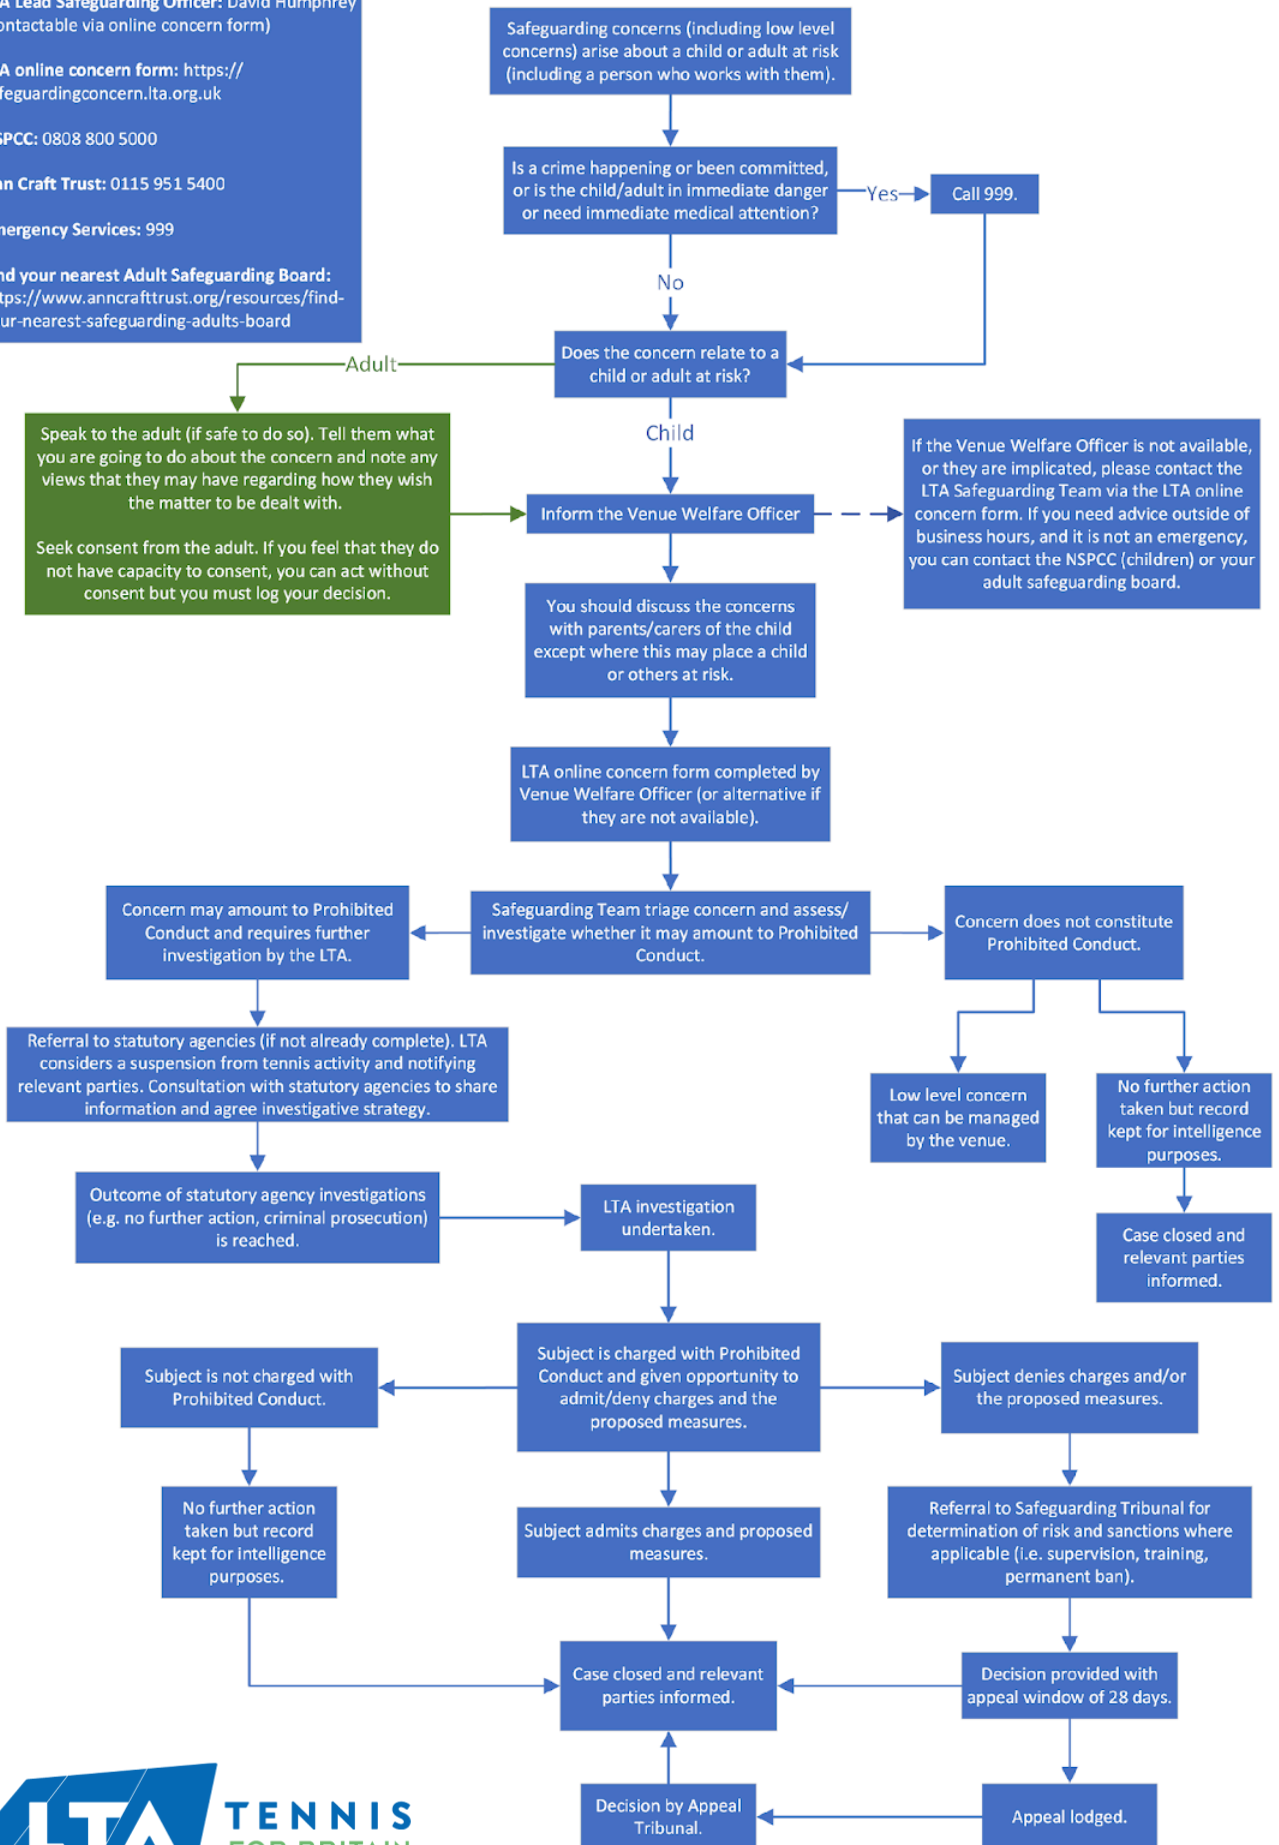 A Lead Safeguarding Officer: David Humphrey
ontactable via online concern form)
A online concern form: https://
feguardingconcern.lta.org.uk
SPCC: 0808 800 5000
nn Craft Trust: 0115 951 5400
mergency Services: 999
nd your nearest Adult Safeguarding Board:
tps://www.anncrafttrust.org/resources/find-
ur-nearest-safeguarding-adults-board
Safeguarding concerns (including low level
concerns) arise about a child or adult at risk
(including a person who works with them).
Is a crime happening or been committed,
or is the child/adult in immediate danger
or need immediate medical attention?
Yes
Call 999.
No
Does the concern relate to a
child or adult at risk?
Adult
Child
Speak to the adult (if safe to do so). Tell them what
you are going to do about the concern and note any
views that they may have regarding how they wish
the matter to be dealt with.
Seek consent from the adult. If you feel that they do
not have capacity to consent, you can act without
consent but you must log your decision.
Inform the Venue Welfare Officer
If the Venue Welfare Officer is not available,
or they are implicated, please contact the
LTA Safeguarding Team via the LTA online
concern form. If you need advice outside of
business hours, and it is not an emergency,
you can contact the NSPCC (children) or your
adult safeguarding board.
You should discuss the concerns
with parents/carers of the child
except where this may place a child
or others at risk.
LTA online concern form completed by
Venue Welfare Officer (or alternative if
they are not available).
Concern may amount to Prohibited
Conduct and requires further
investigation by the LTA.
Safeguarding Team triage concern and assess/
investigate whether it may amount to Prohibited
Conduct.
Concern does not constitute
Prohibited Conduct.
Referral to statutory agencies (if not already complete). LTA
considers a suspension from tennis activity and notifying
relevant parties. Consultation with statutory agencies to share
information and agree investigative strategy.
Low level concern
that can be managed
by the venue.
No further action
taken but record
kept for intelligence
purposes.
Outcome of statutory agency investigations
(e.g. no further action, criminal prosecution)
is reached.
LTA investigation
undertaken.
Case closed and
relevant parties
informed.
Subject is not charged with
Prohibited Conduct.
Subject is charged with Prohibited
Conduct and given opportunity to
admit/deny charges and the
proposed measures.
Subject denies charges and/or
the proposed measures.
No further action
taken but record
kept for intelligence
purposes.
Subject admits charges and proposed
measures.
Referral to Safeguarding Tribunal for
determination of risk and sanctions where
applicable (i.e. supervision, training,
permanent ban).
Case closed and relevant
parties informed.
Decision provided with
appeal window of 28 days.
Decision by Appeal
Tribunal.
Appeal lodged.
LTA
TENNIS
FOR BRITAIN